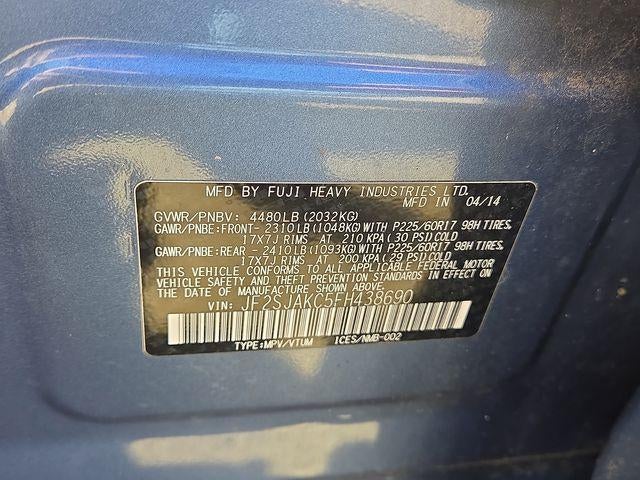 MFD BY FUJI HEAVY INDUSTRIES LTD.
MFD IN 04/14
GVWR/PNBV: 4480LB(2032KG)
GAWR/PNBE:FRONT- 2310LB(1048KG)WITH P225/60R17 98H TIRES,
17X7J RIMS AT 210 KPA(30 PSI)COLD
GAWR/PNBE:REAR - 2410LB(1093KG)WITH P225/60R17 98H TIRES,
17X7J RIMS AT 200 KPA(29 PSI)COLD
THIS VEHICLE CONFORMS TO ALL APPLICABLE FEDERAL MOTOR
VEHICLE SAFETY AND THEFT PREVENTION STANDARDS IN EFFECT ON
THE DATE OF MANUFACTURE SHOWN ABOVE.
VIN: JF2SJAKC5FH438690
TYPE:MPV/VTUM ICES/NMB-002